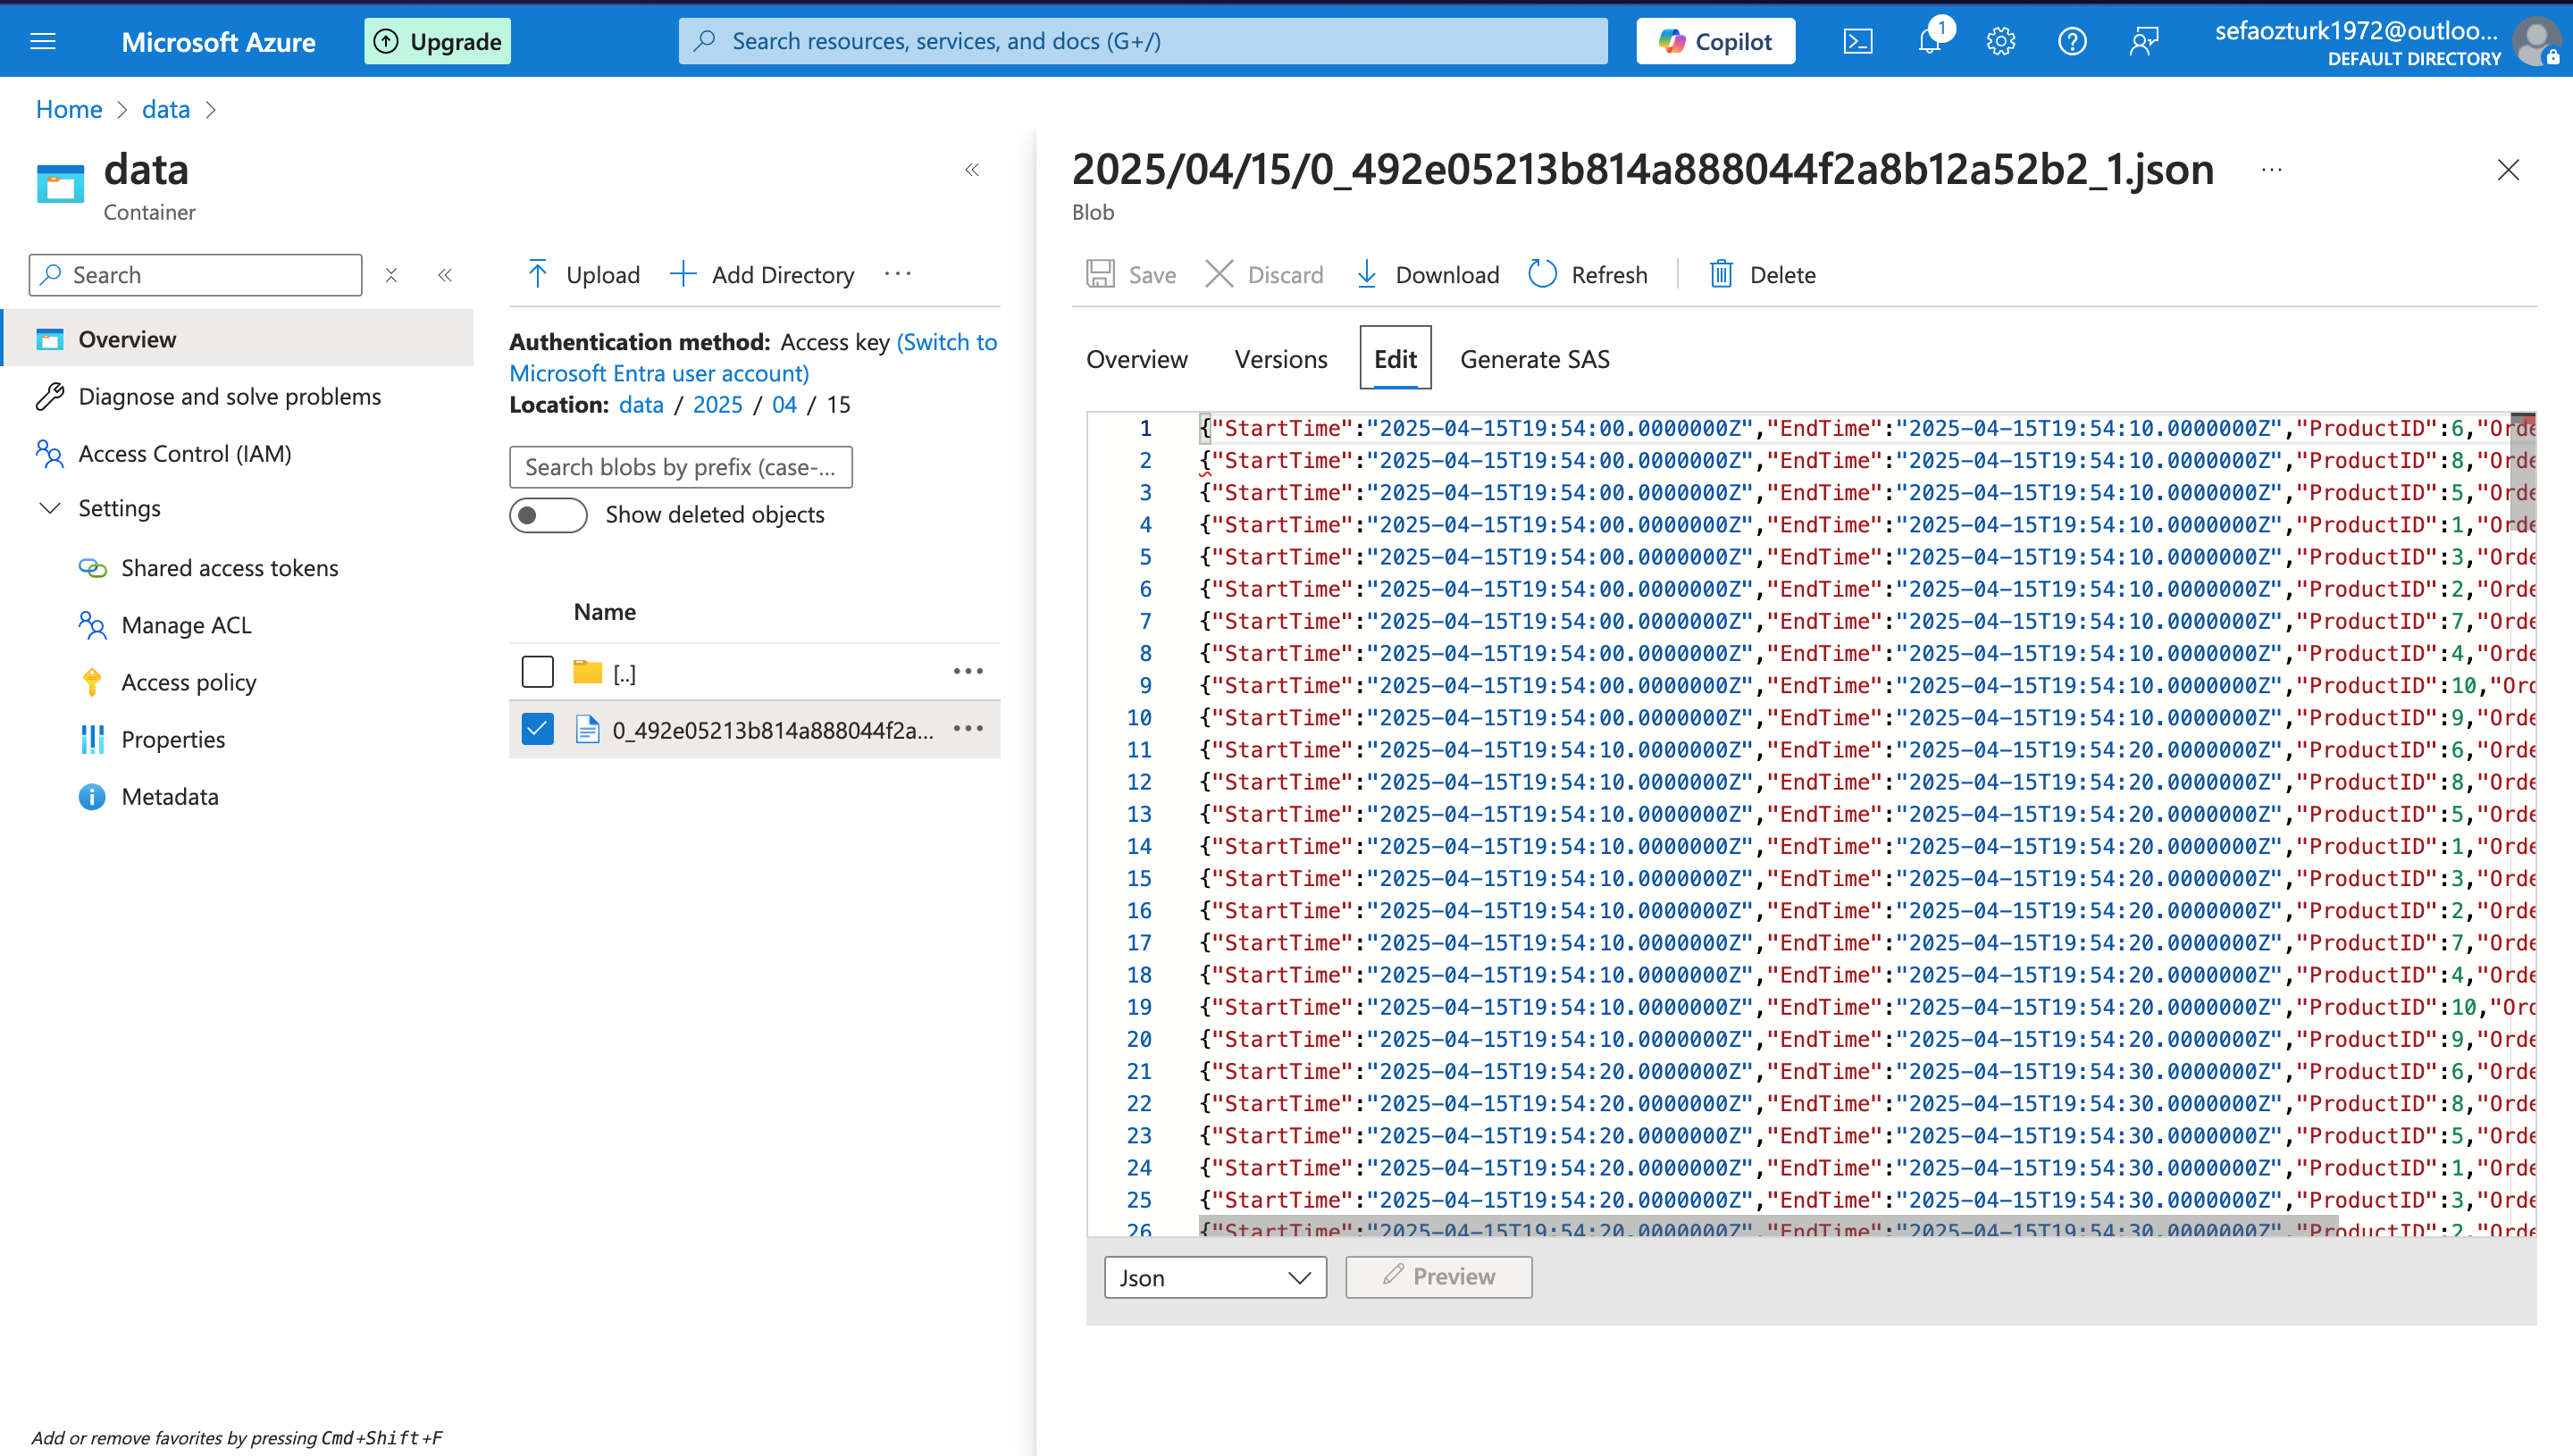 Microsoft Azure
Upgrade
Search resources, services, and docs (G+/)
Copilot
1
sefaozturk1972@outloo...
DEFAULT DIRECTORY
Home > data >
data
Container
Search
Overview
Diagnose and solve problems
Access Control (IAM)
Settings
Shared access tokens
Manage ACL
Access policy
Properties
Metadata
Add or remove favorites by pressing Cmd+Shift+F
Upload
Add Directory
Authentication method: Access key (Switch to
Microsoft Entra user account)
Location: data / 2025 / 04 / 15
Search blobs by prefix (case-...
Show deleted objects
Name
[..]
0_492e05213b814a888044f2a...
2025/04/15/0_492e05213b814a888044f2a8b12a52b2_1.json
Blob
Save
Discard
Download
Refresh
Delete
Overview
Versions
Edit
Generate SAS
1 {"StartTime":"2025-04-15T19:54:00.0000000Z","EndTime":"2025-04-15T19:54:10.0000000Z","ProductID":6,"Orde
2 {"StartTime":"2025-04-15T19:54:00.0000000Z","EndTime":"2025-04-15T19:54:10.0000000Z","ProductID":8,"Orde
3 {"StartTime":"2025-04-15T19:54:00.0000000Z","EndTime":"2025-04-15T19:54:10.0000000Z","ProductID":5,"Orde
4 {"StartTime":"2025-04-15T19:54:00.0000000Z","EndTime":"2025-04-15T19:54:10.0000000Z","ProductID":1,"Orde
5 {"StartTime":"2025-04-15T19:54:00.0000000Z","EndTime":"2025-04-15T19:54:10.0000000Z","ProductID":3,"Orde
6 {"StartTime":"2025-04-15T19:54:00.0000000Z","EndTime":"2025-04-15T19:54:10.0000000Z","ProductID":2,"Orde
7 {"StartTime":"2025-04-15T19:54:00.0000000Z","EndTime":"2025-04-15T19:54:10.0000000Z","ProductID":7,"Orde
8 {"StartTime":"2025-04-15T19:54:00.0000000Z","EndTime":"2025-04-15T19:54:10.0000000Z","ProductID":4,"Orde
9 {"StartTime":"2025-04-15T19:54:00.0000000Z","EndTime":"2025-04-15T19:54:10.0000000Z","ProductID":10,"Ord
10 {"StartTime":"2025-04-15T19:54:00.0000000Z","EndTime":"2025-04-15T19:54:10.0000000Z","ProductID":9,"Orde
11 {"StartTime":"2025-04-15T19:54:10.0000000Z","EndTime":"2025-04-15T19:54:20.0000000Z","ProductID":6,"Orde
12 {"StartTime":"2025-04-15T19:54:10.0000000Z","EndTime":"2025-04-15T19:54:20.0000000Z","ProductID":8,"Orde
13 {"StartTime":"2025-04-15T19:54:10.0000000Z","EndTime":"2025-04-15T19:54:20.0000000Z","ProductID":5,"Orde
14 {"StartTime":"2025-04-15T19:54:10.0000000Z","EndTime":"2025-04-15T19:54:20.0000000Z","ProductID":1,"Orde
15 {"StartTime":"2025-04-15T19:54:10.0000000Z","EndTime":"2025-04-15T19:54:20.0000000Z","ProductID":3,"Orde
16 {"StartTime":"2025-04-15T19:54:10.0000000Z","EndTime":"2025-04-15T19:54:20.0000000Z","ProductID":2,"Orde
17 {"StartTime":"2025-04-15T19:54:10.0000000Z","EndTime":"2025-04-15T19:54:20.0000000Z","ProductID":7,"Orde
18 {"StartTime":"2025-04-15T19:54:10.0000000Z","EndTime":"2025-04-15T19:54:20.0000000Z","ProductID":4,"Orde
19 {"StartTime":"2025-04-15T19:54:10.0000000Z","EndTime":"2025-04-15T19:54:20.0000000Z","ProductID":10,"Ord
20 {"StartTime":"2025-04-15T19:54:10.0000000Z","EndTime":"2025-04-15T19:54:20.0000000Z","ProductID":9,"Orde
21 {"StartTime":"2025-04-15T19:54:20.0000000Z","EndTime":"2025-04-15T19:54:30.0000000Z","ProductID":6,"Orde
22 {"StartTime":"2025-04-15T19:54:20.0000000Z","EndTime":"2025-04-15T19:54:30.0000000Z","ProductID":8,"Orde
23 {"StartTime":"2025-04-15T19:54:20.0000000Z","EndTime":"2025-04-15T19:54:30.0000000Z","ProductID":5,"Orde
24 {"StartTime":"2025-04-15T19:54:20.0000000Z","EndTime":"2025-04-15T19:54:30.0000000Z","ProductID":1,"Orde
25 {"StartTime":"2025-04-15T19:54:20.0000000Z","EndTime":"2025-04-15T19:54:30.0000000Z","ProductID":3,"Orde
26 {"StartTime":"2025-04-15T19:54:20.0000000Z","EndTime":"2025-04-15T19:54:30.0000000Z","ProductID":2,"Orde
Json
Preview